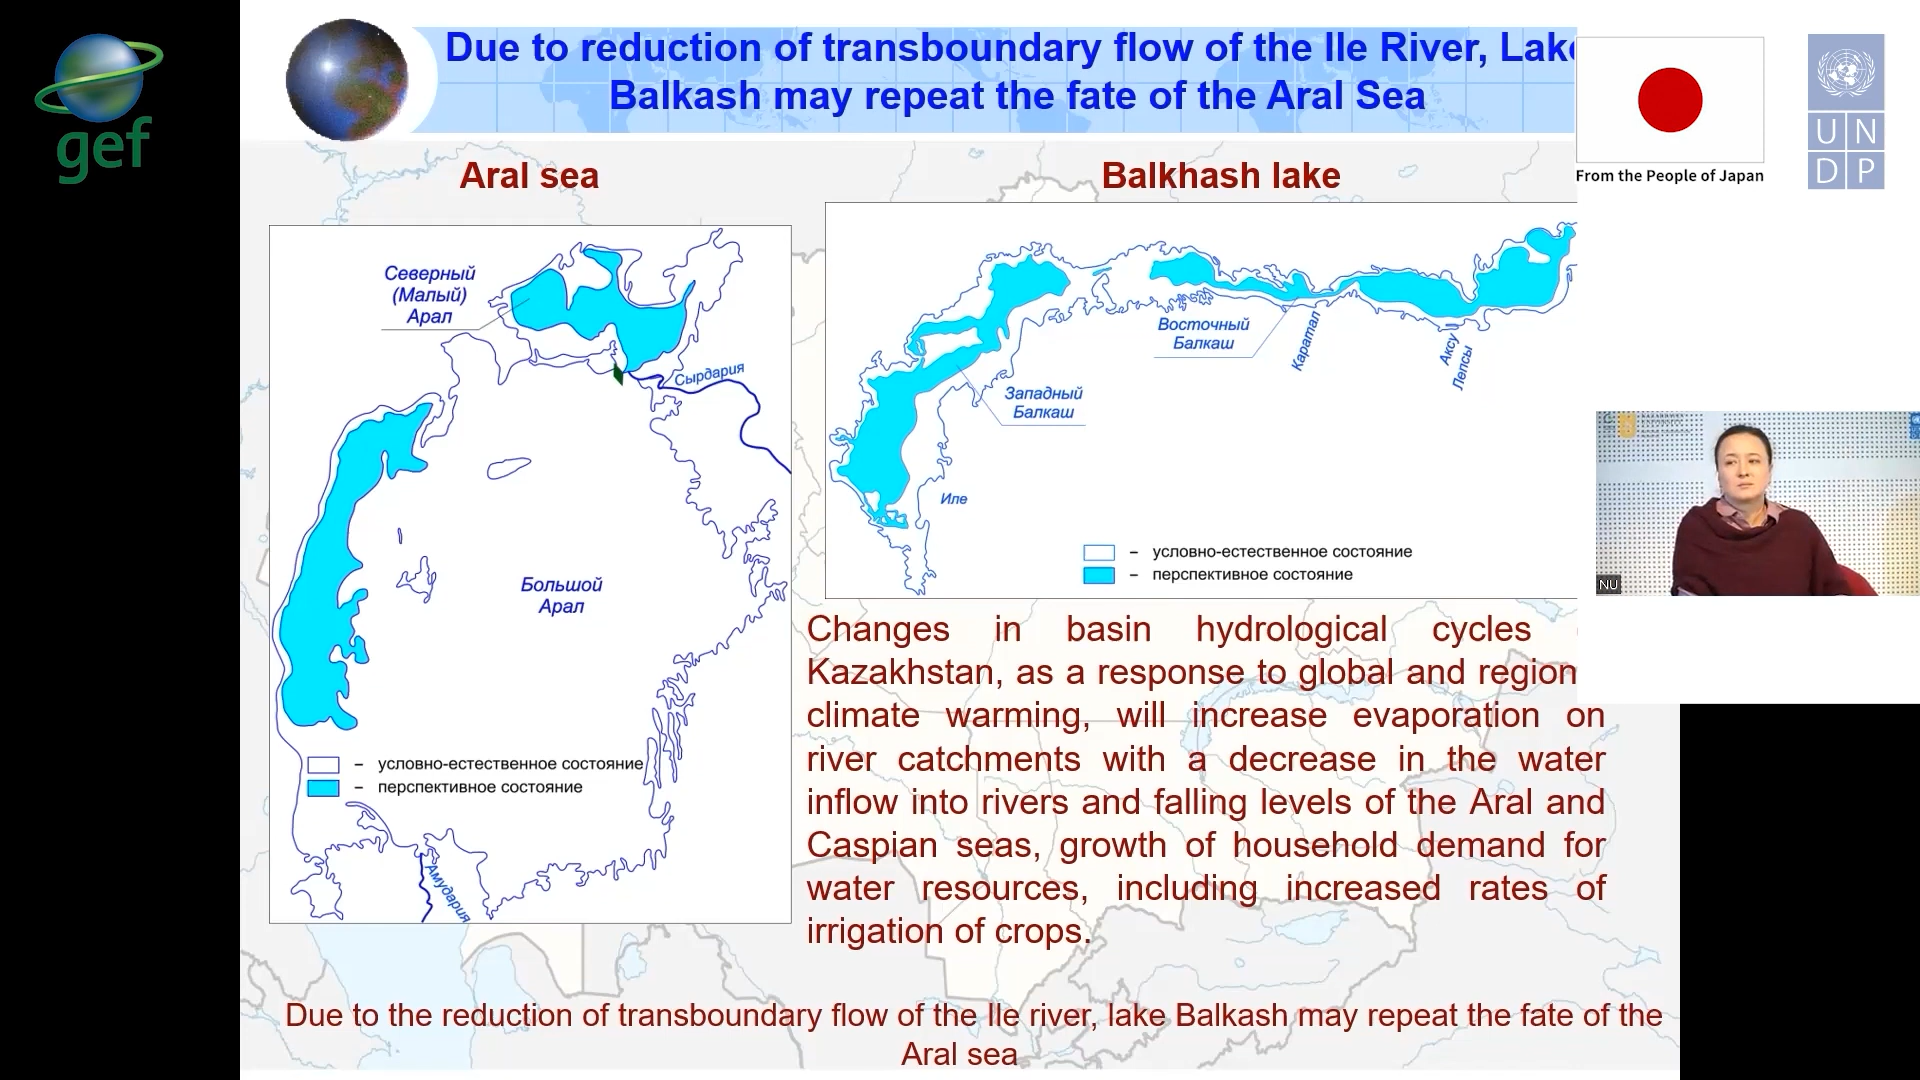 gef
Due to reduction of transboundary flow of the Ile River, Lake
Balkash may repeat the fate of the Aral Sea
U N
D P
From the People of Japan
Aral sea
Balkhash lake
Северный
(Малый)
Арал
Сырдария
Большой
Арал
– условно-естественное состояние
– перспективное состояние
Амудария
Восточный
Балкаш
Каратал
Аксу
Лепсы
Западный
Балкаш
Иле
– условно-естественное состояние
– перспективное состояние
NU
Changes in basin hydrological cycles
Kazakhstan, as a response to global and region
climate warming, will increase evaporation on
river catchments with a decrease in the water
inflow into rivers and falling levels of the Aral and
Caspian seas, growth of household demand for
water resources, including increased rates of
irrigation of crops.
Due to the reduction of transboundary flow of the Ile river, lake Balkash may repeat the fate of the
Aral sea